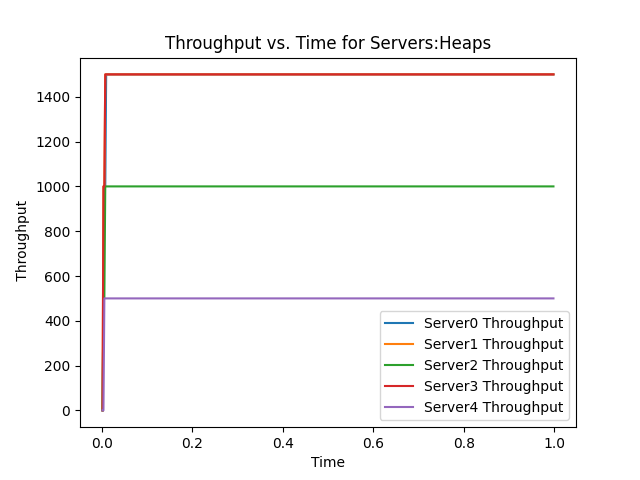 Throughput vs. Time for Servers:Heaps
Throughput
1400
1200
1000
800
600
400
200
0
0.0 0.2 0.4 0.6 0.8 1.0
Time
Server0 Throughput
Server1 Throughput
Server2 Throughput
Server3 Throughput
Server4 Throughput